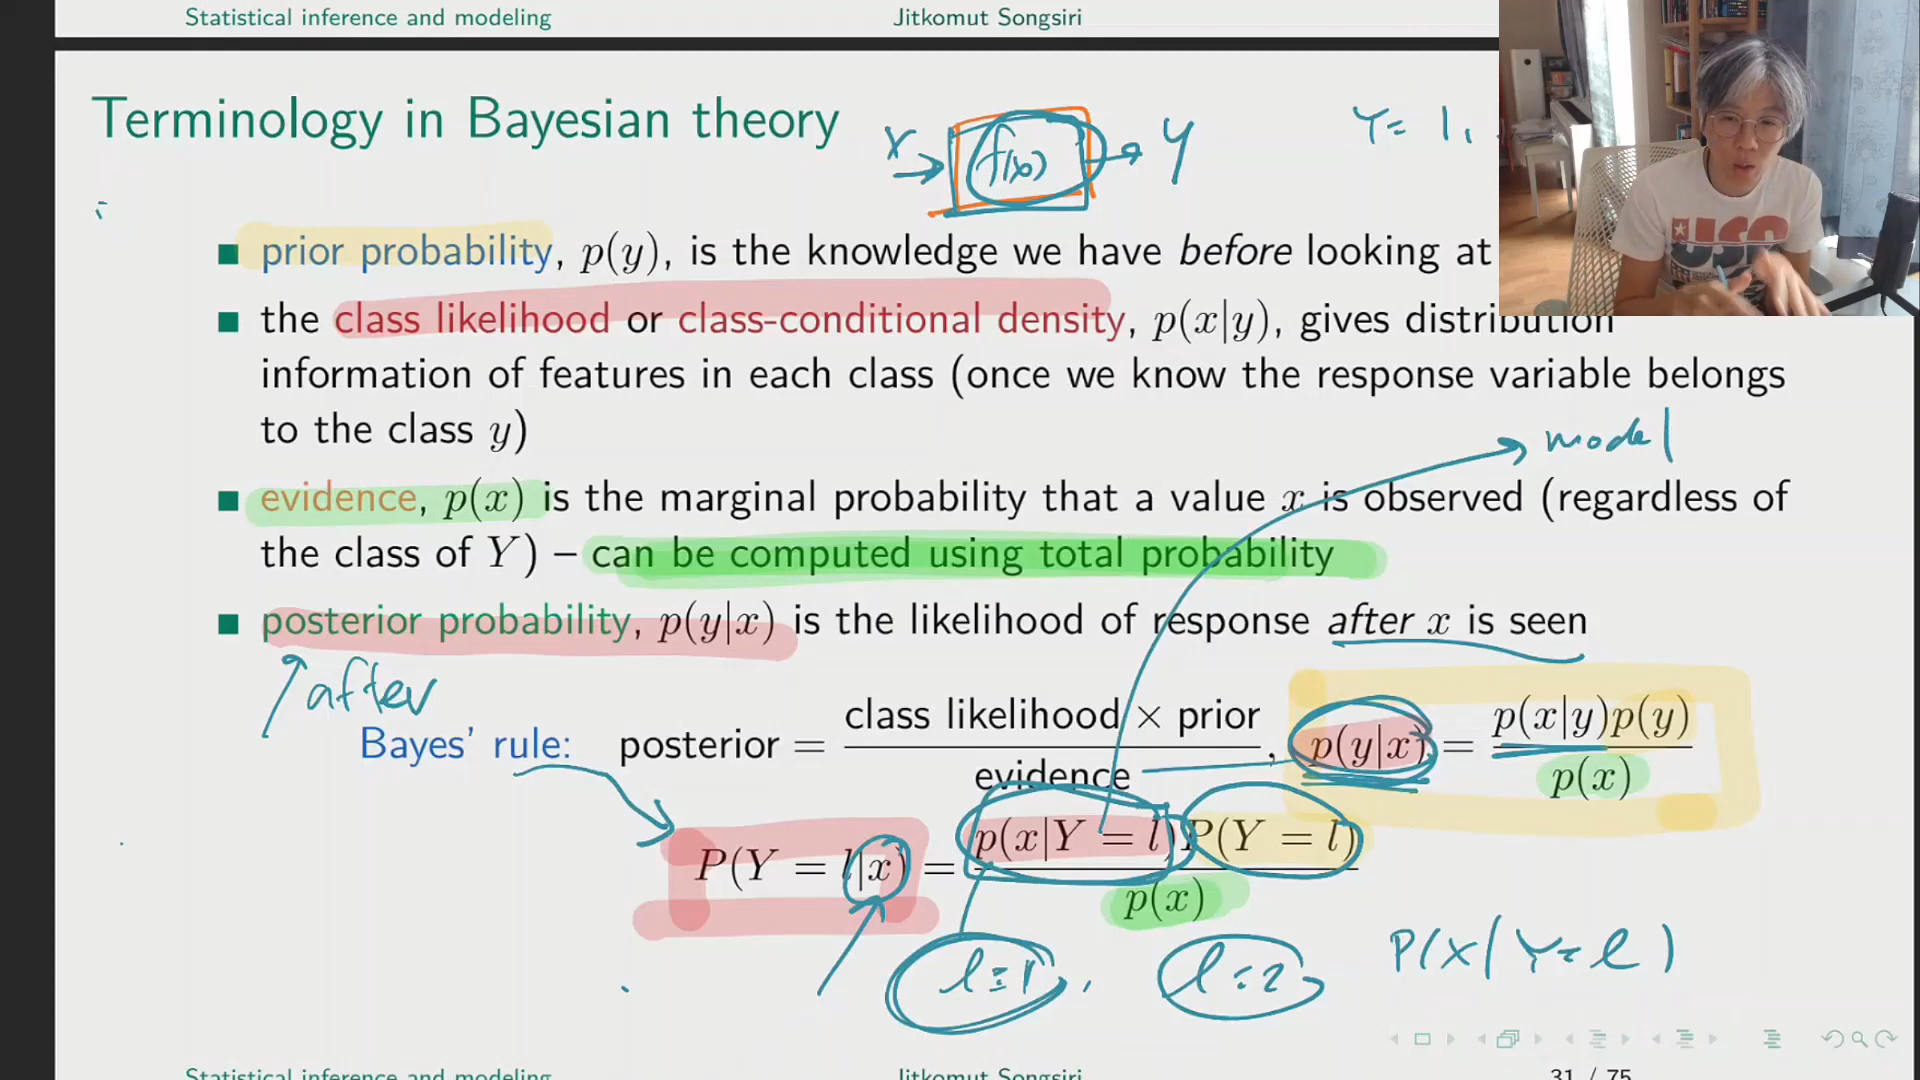 Statistical inference and modeling Jitkomut Songsiri
Terminology in Bayesian theory
x f(x) y
Y = 1,
■ prior probability, p(y), is the knowledge we have before looking at
■ the class likelihood or class-conditional density, p(x|y), gives distribution
information of features in each class (once we know the response variable belongs
to the class y)
model
■ evidence, p(x) is the marginal probability that a value x is observed (regardless of
the class of Y) – can be computed using total probability
■ posterior probability, p(y|x) is the likelihood of response after x is seen
after
Bayes' rule: posterior = class likelihood × prior / evidence, p(y|x) = p(x|y)p(y) / p(x)
P(Y = l|x) = p(x|Y = l)P(Y = l) / p(x)
l=1, l=2
P(X|Y=l)
Statistical inference and modeling Jitkomut Songsiri 31 / 75